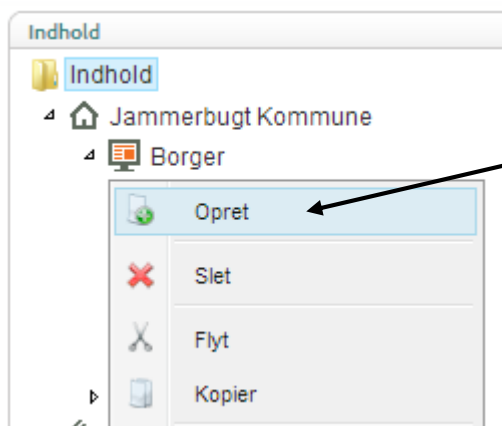 Indhold
Indhold
Jammerbugt Kommune
Borger
Opret
Slet
Flyt
Kopier